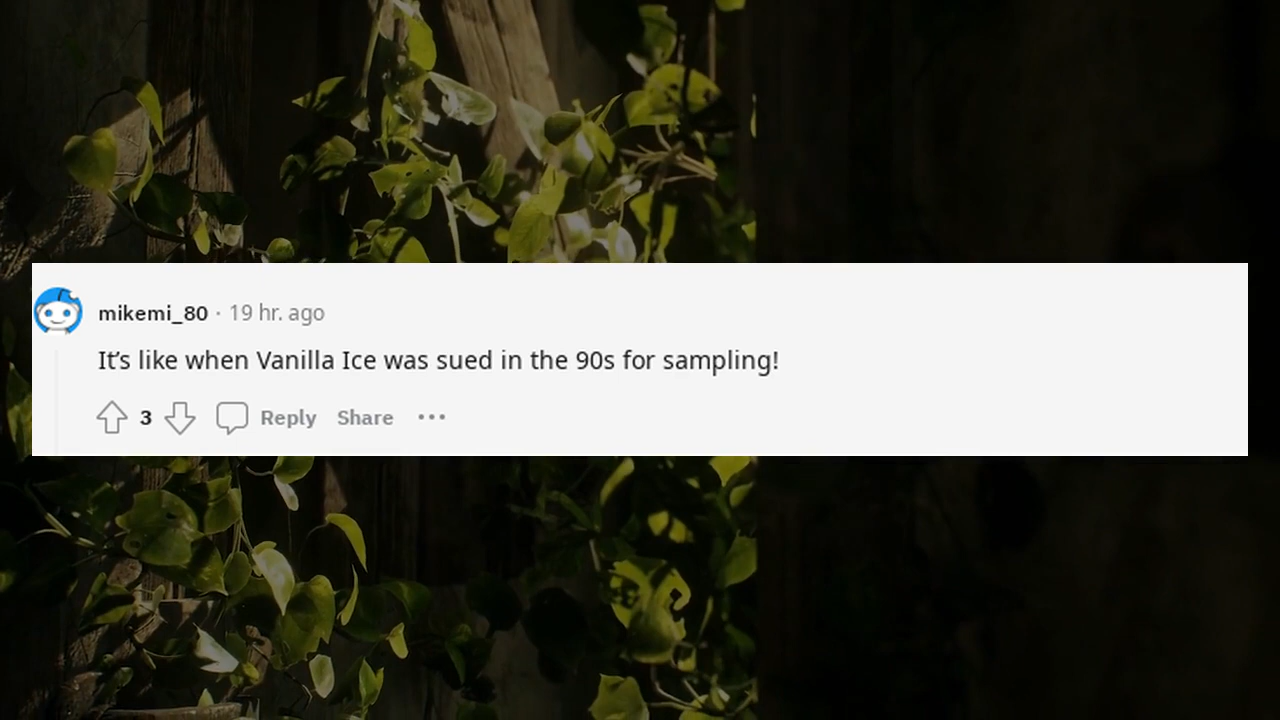 mikemi_80 · 19 hr. ago
It’s like when Vanilla Ice was sued in the 90s for sampling!
3 Reply Share ···